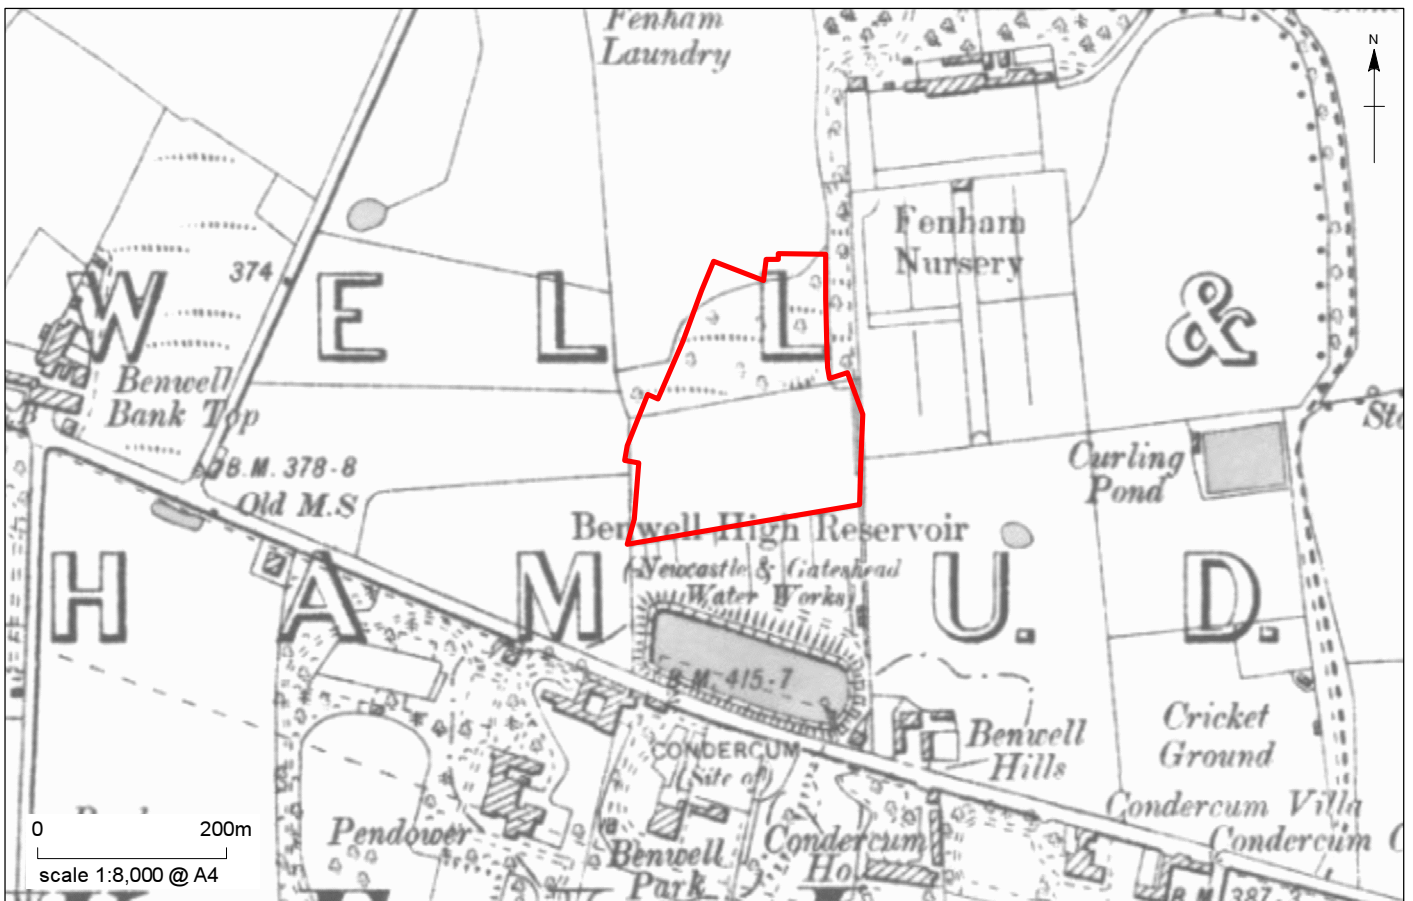 Fenham
Laundry
N
Fenham
Nursery
374
W E L L &
Benwell
Bank Top
B
B.M. 378·8
Old M.S
Curling
Pond
Benwell High Reservoir
(Newcastle & Gateshead
Water Works)
H A M U. D.
B.M. 415·7
Cricket
Ground
Benwell
Hills
CONDERCUM
(Site of)
Condercum Villa
Condercum C
Pendower
Benwell
Park
Condercum
Ho.
B.M. 387·3
0 200m
scale 1:8,000 @ A4